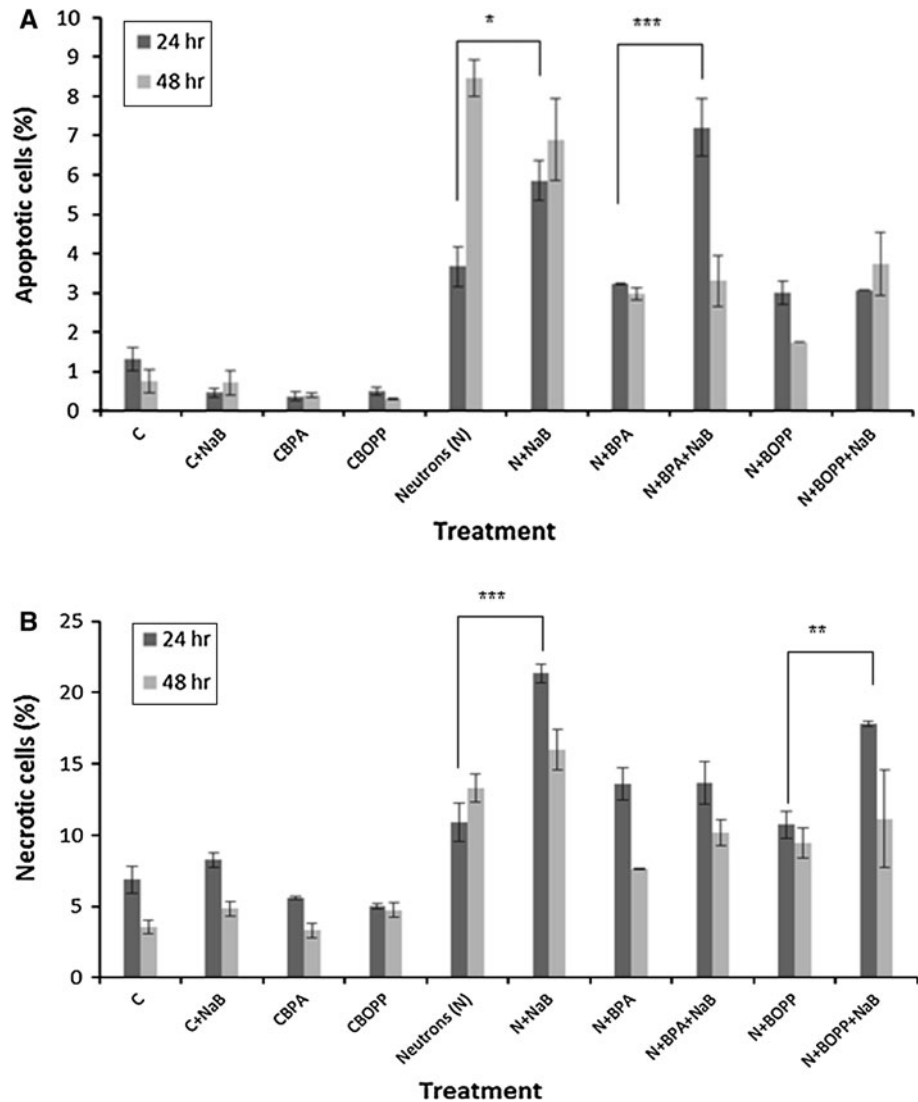 A
24 hr
48 hr
*
***
Apoptotic cells (%)
10
9
8
7
6
5
4
3
2
1
0
C
C+NaB
CBPA
CBOPP
Neutrons (N)
N+NaB
N+BPA
N+BPA+NaB
N+BOPP
N+BOPP+NaB
Treatment
B
24 hr
48 hr
***
**
Necrotic cells (%)
25
20
15
10
5
0
C
C+NaB
CBPA
CBOPP
Neutrons (N)
N+NaB
N+BPA
N+BPA+NaB
N+BOPP
N+BOPP+NaB
Treatment